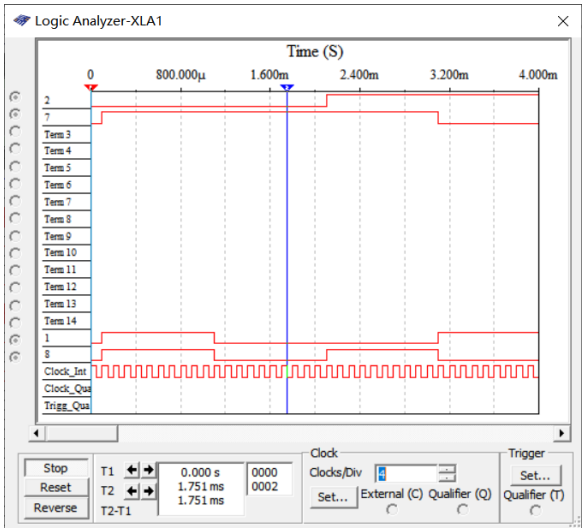 Logic Analyzer-XLA1
Time (S)
0 800.000µ 1.600m 2.400m 3.200m 4.000m
2
7
Term 3
Term 4
Term 5
Term 6
Term 7
Term 8
Term 9
Term 10
Term 11
Term 12
Term 13
Term 14
1
8
Clock_Int
Clock_Qua
Trigg_Qua
Stop
Reset
Reverse
T1
T2
T2-T1
0.000 s
1.751 ms
1.751 ms
0000
0002
Clock
Clocks/Div 4
Set... External (C) Qualifier (Q)
Trigger
Set...
Qualifier (T)